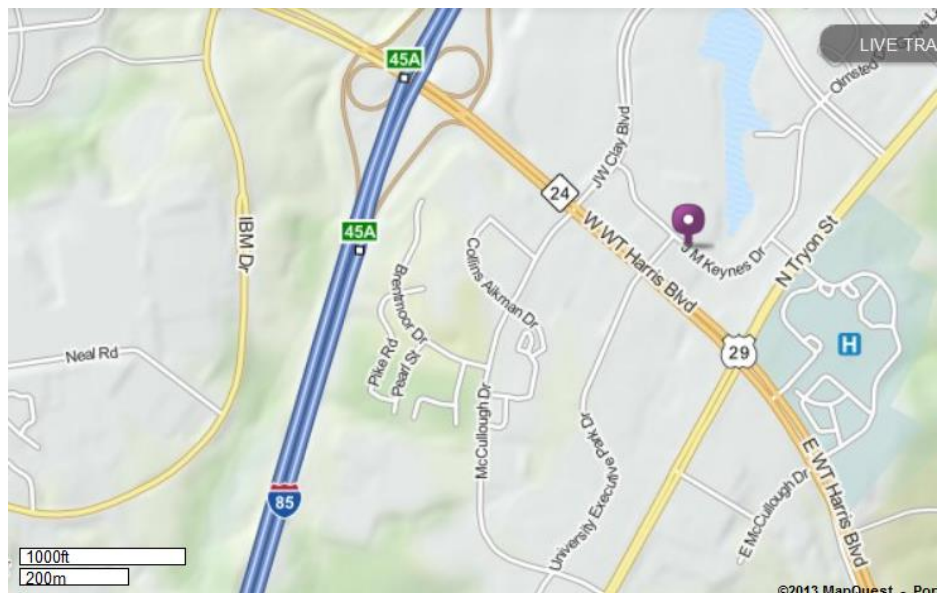 LIVE TRA
45A
Olmsted
JW Clay Blvd
24
IBM Dr
45A
W WT Harris Blvd
Collins Aikman Dr
J M Keynes Dr
N Tryon St
Brentmoor Dr
Neal Rd
Pike Rd
Pearl St
29
H
McCullough Dr
University Executive Park Dr
E WT Harris Blvd
E McCullough Dr
85
1000ft
200m
©2013 MapQuest - Por